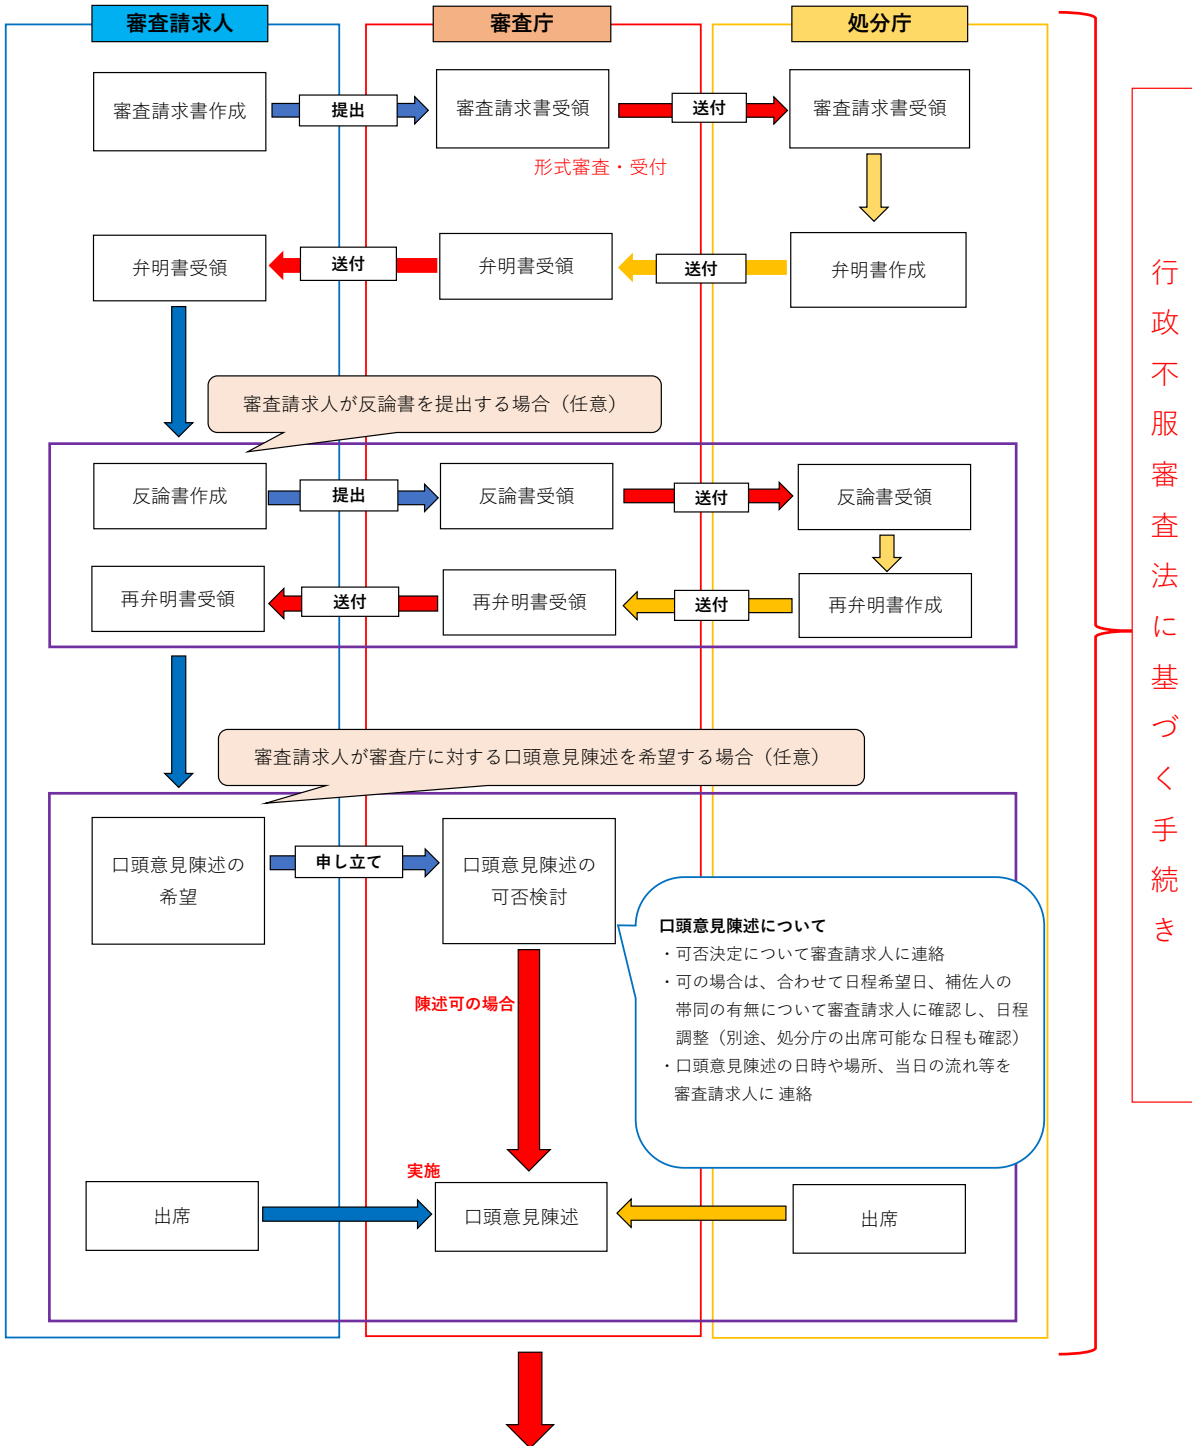 審査請求人
審査庁
処分庁
審査請求書作成
提出
審査請求書受領
送付
審査請求書受領
形式審査・受付
弁明書受領
送付
弁明書受領
送付
弁明書作成
審査請求人が反論書を提出する場合（任意）
反論書作成
提出
反論書受領
送付
反論書受領
再弁明書受領
送付
再弁明書受領
送付
再弁明書作成
審査請求人が審査庁に対する口頭意見陳述を希望する場合（任意）
口頭意見陳述の
希望
申し立て
口頭意見陳述の
可否検討
口頭意見陳述について
・可否決定について審査請求人に連絡
・可の場合は、合わせて日程希望日、補佐人の
帯同の有無について審査請求人に確認し、日程
調整（別途、処分庁の出席可能な日程も確認）
・口頭意見陳述の日時や場所、当日の流れ等を
審査請求人に 連絡
陳述可の場合
実施
出席
口頭意見陳述
出席
行政不服審査法に基づく手続き